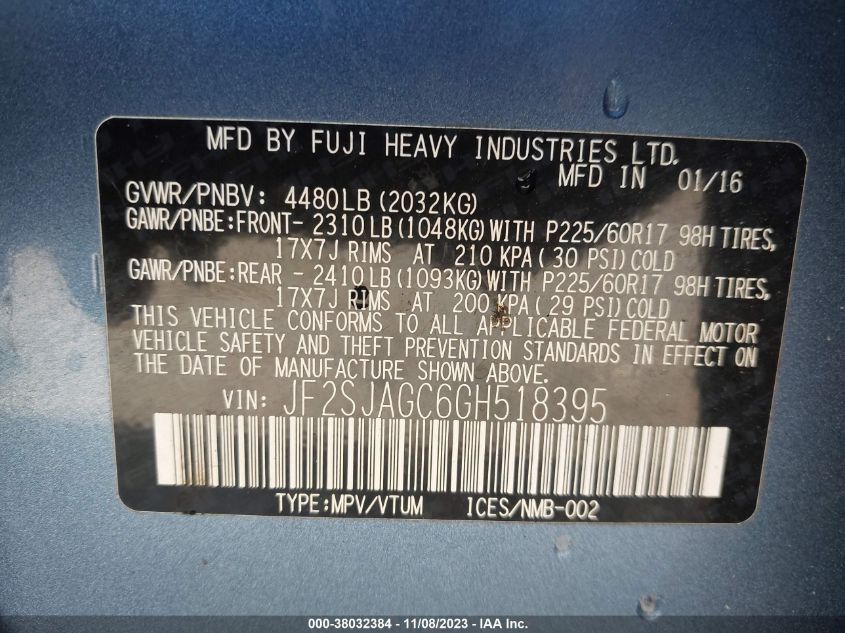 MFD BY FUJI HEAVY INDUSTRIES LTD.
MFD IN 01/16
GVWR/PNBV: 4480LB (2032KG)
GAWR/PNBE:FRONT- 2310LB (1048KG) WITH P225/60R17 98H TIRES,
17X7J RIMS AT 210 KPA ( 30 PSI) COLD
GAWR/PNBE:REAR - 2410LB (1093KG) WITH P225/60R17 98H TIRES,
17X7J RIMS AT 200 KPA ( 29 PSI) COLD
THIS VEHICLE CONFORMS TO ALL APPLICABLE FEDERAL MOTOR
VEHICLE SAFETY AND THEFT PREVENTION STANDARDS IN EFFECT ON
THE DATE OF MANUFACTURE SHOWN ABOVE.
VIN: JF2SJAGC6GH518395
TYPE:MPV/VTUM ICES/NMB-002
000-38032384 - 11/08/2023 - IAA Inc.